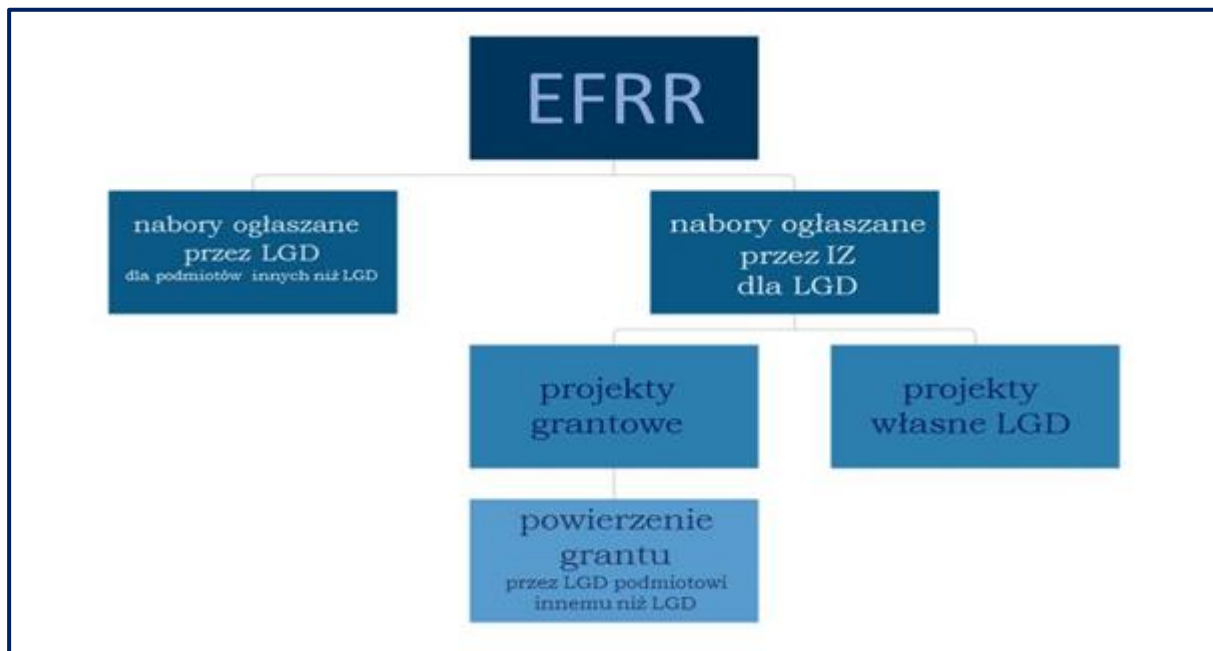 EFRR
nabory ogłaszane
przez LGD
dla podmiotów innych niż LGD
nabory ogłaszane
przez IZ
dla LGD
projekty
grantowe
projekty
własne LGD
powierzenie
grantu
przez LGD podmiotowi
innemu niż LGD